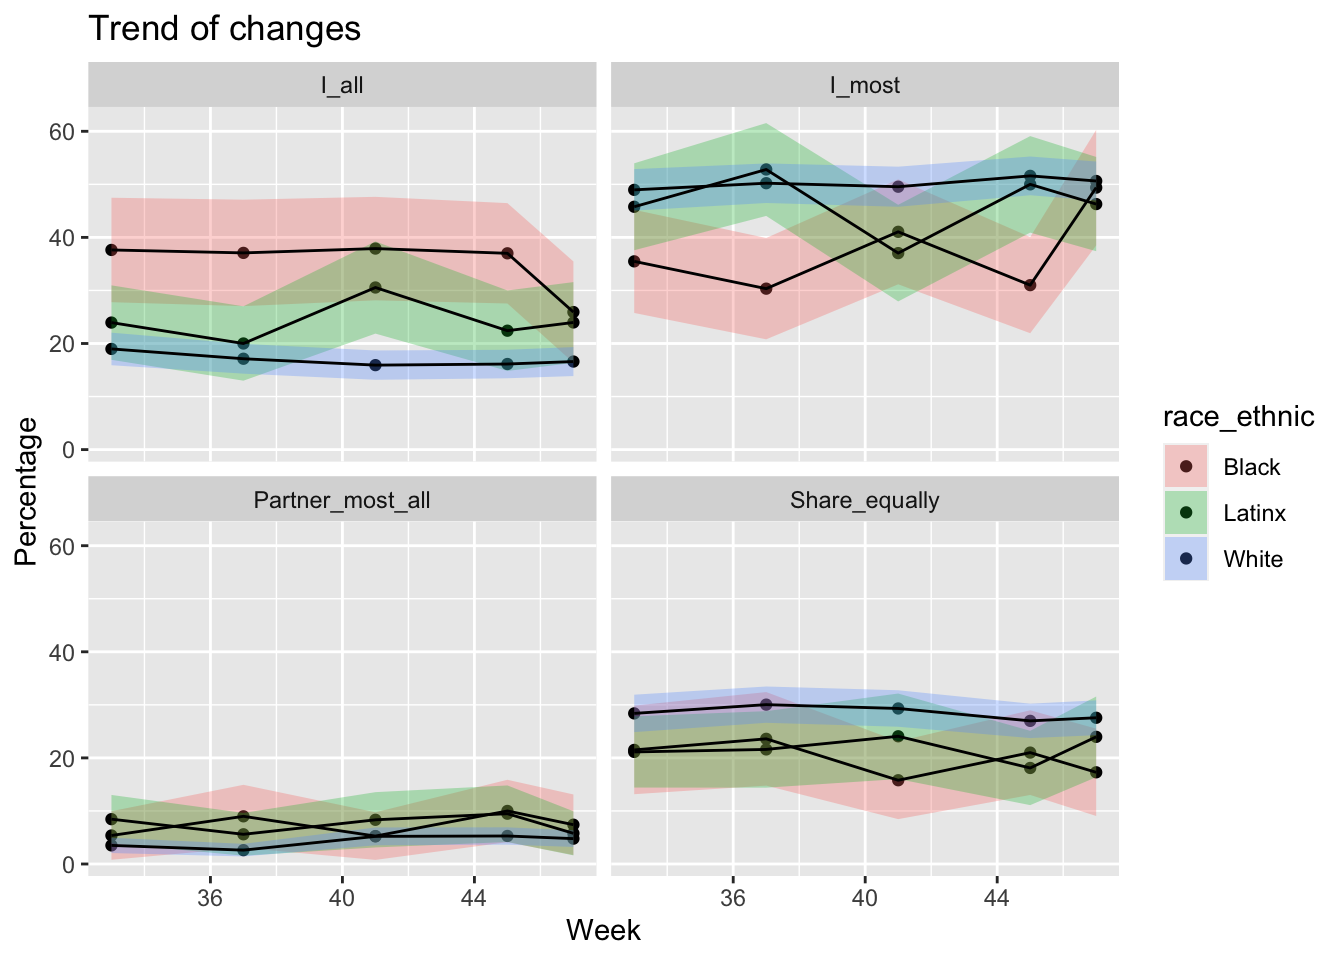 Trend of changes
I_all
I_most
60
40
20
0
Partner_most_all
Share_equally
60
40
20
0
36
40
44
36
40
44
Week
Percentage
race_ethnic
Black
Latinx
White